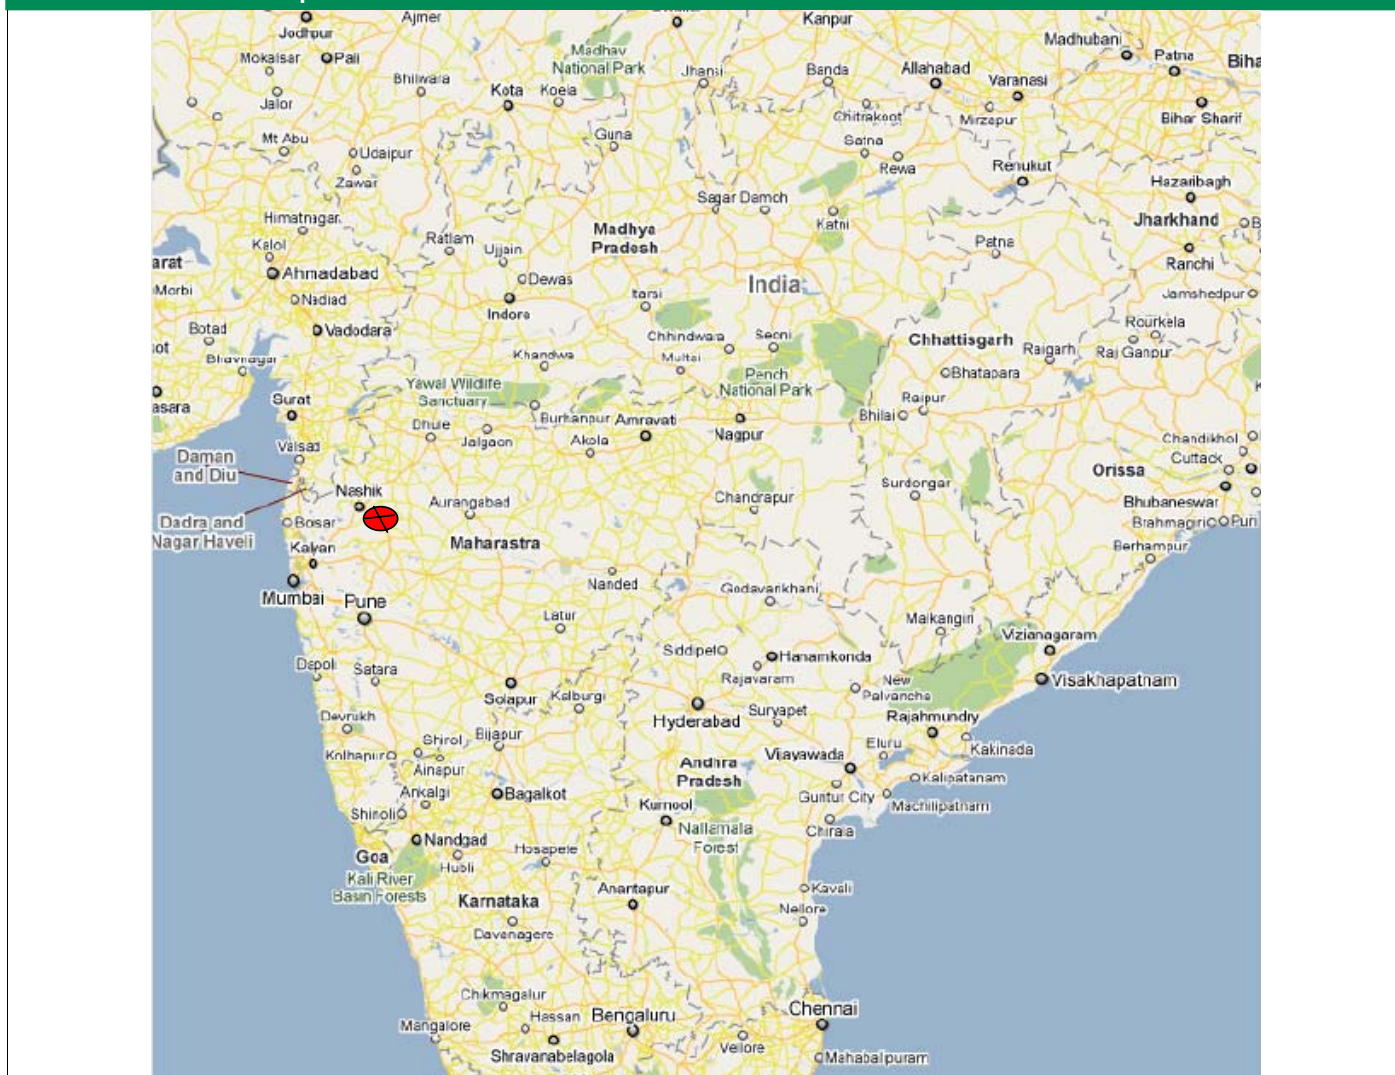 Ajmer
Kanpur
Jodhpur
Madhubani
Mokalsar
Pali
Madhav
National Park
Patna
Biha
Bhilwara
Jhansi
Banda
Allahabad
Varanasi
Kota
Koela
Jalor
Chitrakoot
Mirzapur
Bihar Sharif
Mt Abu
Guna
Satna
Udaipur
Rewa
Renukut
Zawar
Hazaribagh
Sagar
Damoh
Himatnagar
Katni
Jharkhand
B
Madhya
Pradesh
Ratlam
Ujjain
Patna
Kalol
arat
Ahmadabad
Dewas
Ranchi
Morbi
India
Itarsi
Jamshedpur
Nadiad
Indore
Botad
Vadodara
Chhindwara
Seoni
Chhattisgarh
Rourkela
ot
Bhavnagar
Khandwa
Multai
Raigarh
Raj Ganpur
Pench
National Park
Bhatapara
Yawal Wildlife
Sanctuary
asara
Surat
Raipur
K
Burhanpur
Amravati
Bhilai
Dhule
Jalgaon
Akola
Nagpur
Valsad
Chandikhol
Daman
and Diu
Cuttack
Orissa
Nashik
Aurangabad
Chandrapur
Surdongar
Bhubaneswar
Dadra and
Nagar Haveli
Bosar
Brahmagiri
Puri
Maharastra
Kalyan
Berhampur
Nanded
Godavarikhani
Mumbai
Pune
Latur
Malkangiri
Vizianagaram
Siddipet
Hanamkonda
Dapoli
Satara
Rajavaram
New
Palvancha
Visakhapatnam
Solapur
Kalburgi
Hyderabad
Suryapet
Rajahmundry
Devrukh
Shirol
Bijapur
Eluru
Kakinada
Kolhapur
Vijayawada
Ainapur
Andhra
Pradesh
Kalipatanam
Ankalgi
Bagalkot
Guntur City
Machilipatnam
Shinoli
Kurnool
Nallamala
Forest
Chirala
Nandgad
Goa
Hubli
Hosapete
Kali River
Basin Forests
Anantapur
Kavali
Karnataka
Nellore
Davanagere
Chikmagalur
Chennai
Mangalore
Hassan
Bengaluru
Shravanabelagola
Vellore
Mahabalipuram